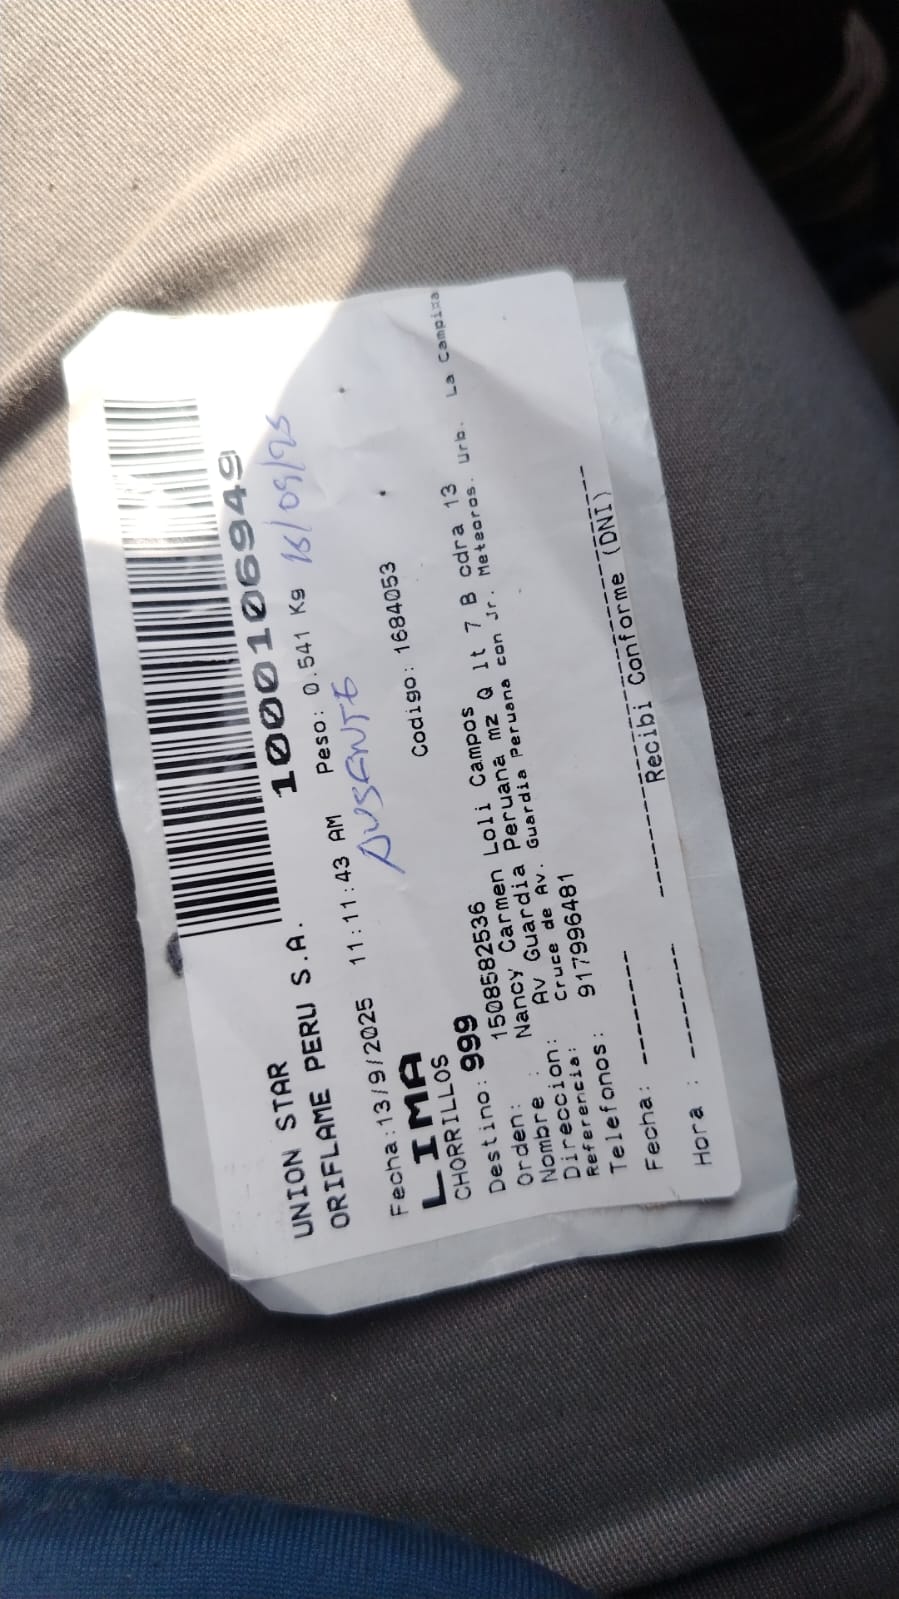 1000106949
UNION STAR
ORIFLAME PERU S.A.
Peso: 0.541 Kg 16/09/25
Fecha:13/9/2025 11:11:43 AM
AUSENTE
LIMA
CHORRILLOS
Codigo: 1684053
Destino: 999
Orden: 1508582536
Nombre : Nancy Carmen Loli Campos
Direccion: Av Guardia Peruana mz Q lt 7 B cdra 13 Urb. La Campiña
Referencia: Cruce de Av. Guardia Peruana con Jr. Meteoros.
Telefonos: 917996481
Fecha: -------
Hora : -------
Recibi Conforme (DNI)